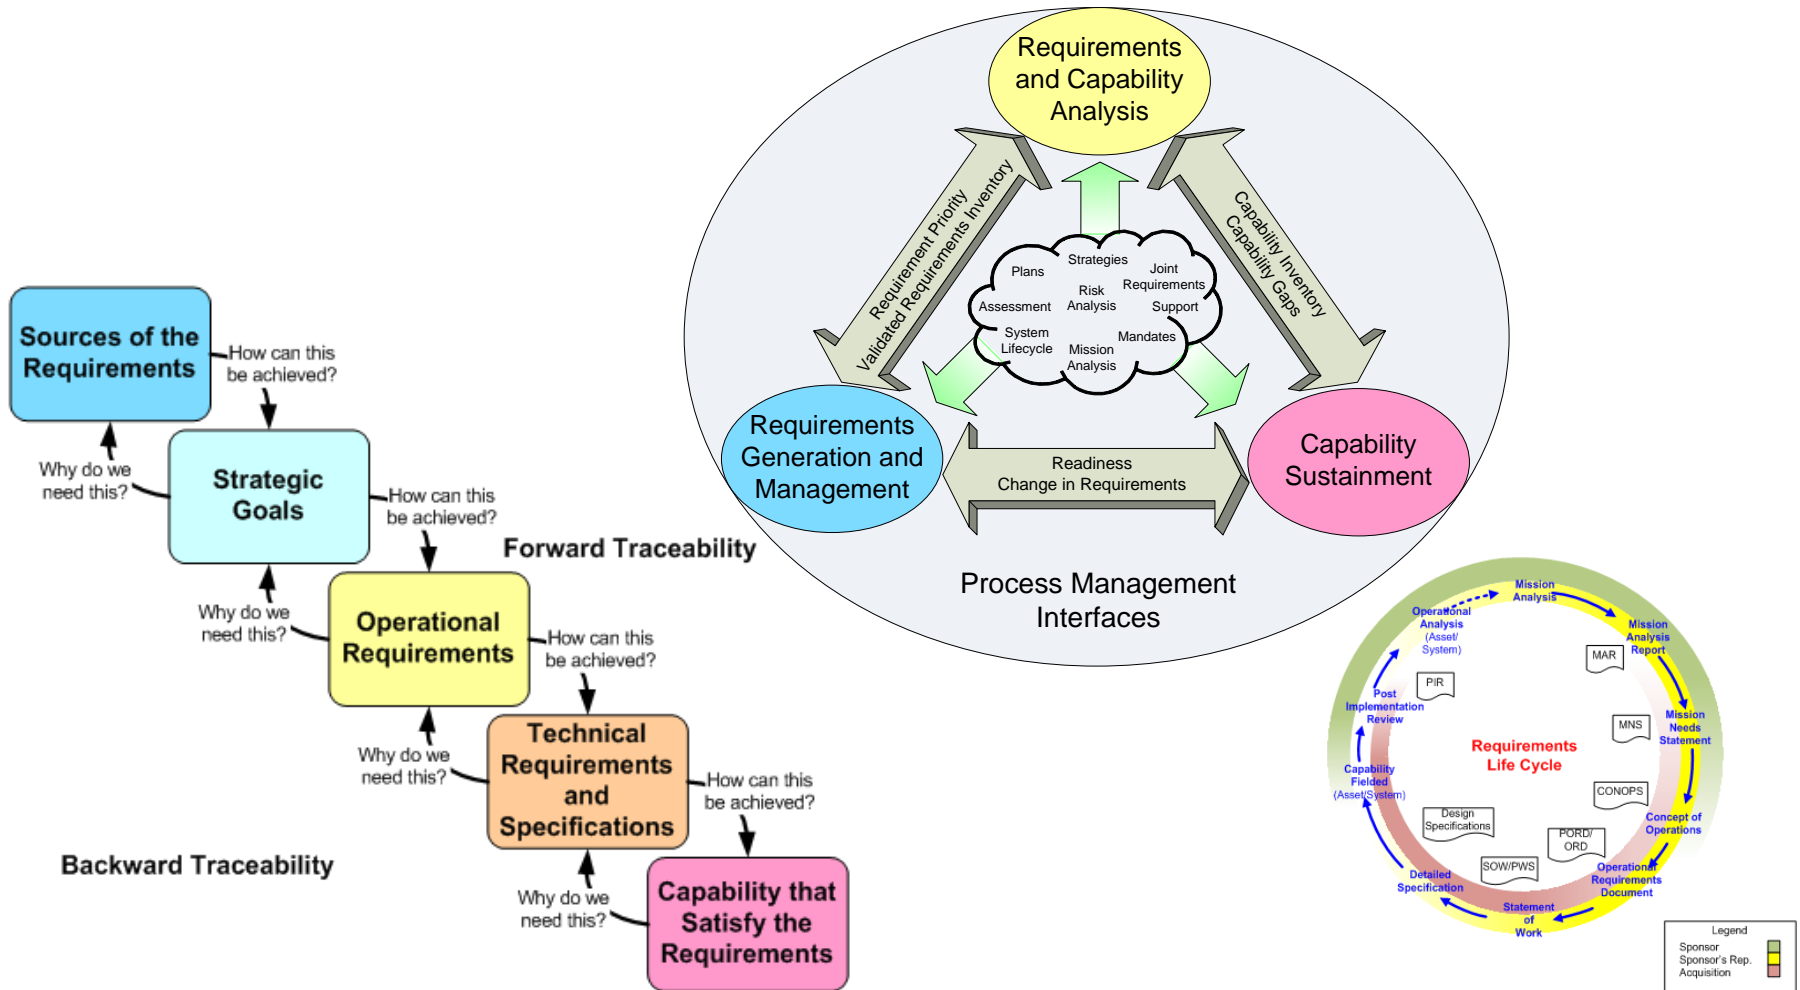 Requirements
and Capability
Analysis
Requirement Priority
Validated Requirements Inventory
Capability Inventory
Capability Gaps
Plans
Strategies
Joint
Requirements
Risk
Analysis
Assessment
Support
System
Lifecycle
Mission
Analysis
Mandates
Requirements
Generation and
Management
Readiness
Change in Requirements
Capability
Sustainment
Process Management
Interfaces
Sources of the
Requirements
How can this
be achieved?
Why do we
need this?
Strategic
Goals
How can this
be achieved?
Forward Traceability
Why do we
need this?
Operational
Requirements
How can this
be achieved?
Why do we
need this?
Technical
Requirements
and
Specifications
How can this
be achieved?
Backward Traceability
Why do we
need this?
Capability that
Satisfy the
Requirements
Mission
Analysis
Operational
Analysis
(Asset/
System)
Mission
Analysis
Report
MAR
PIR
Post
Implementation
Review
MNS
Mission
Needs
Statement
Requirements
Life Cycle
Capability
Fielded
(Asset/System)
CONOPS
Concept of
Operations
Design
Specifications
PORD/
ORD
SOW/PWS
Operational
Requirements
Document
Detailed
Specification
Statement
of
Work
Legend
Sponsor
Sponsor's Rep.
Acquisition